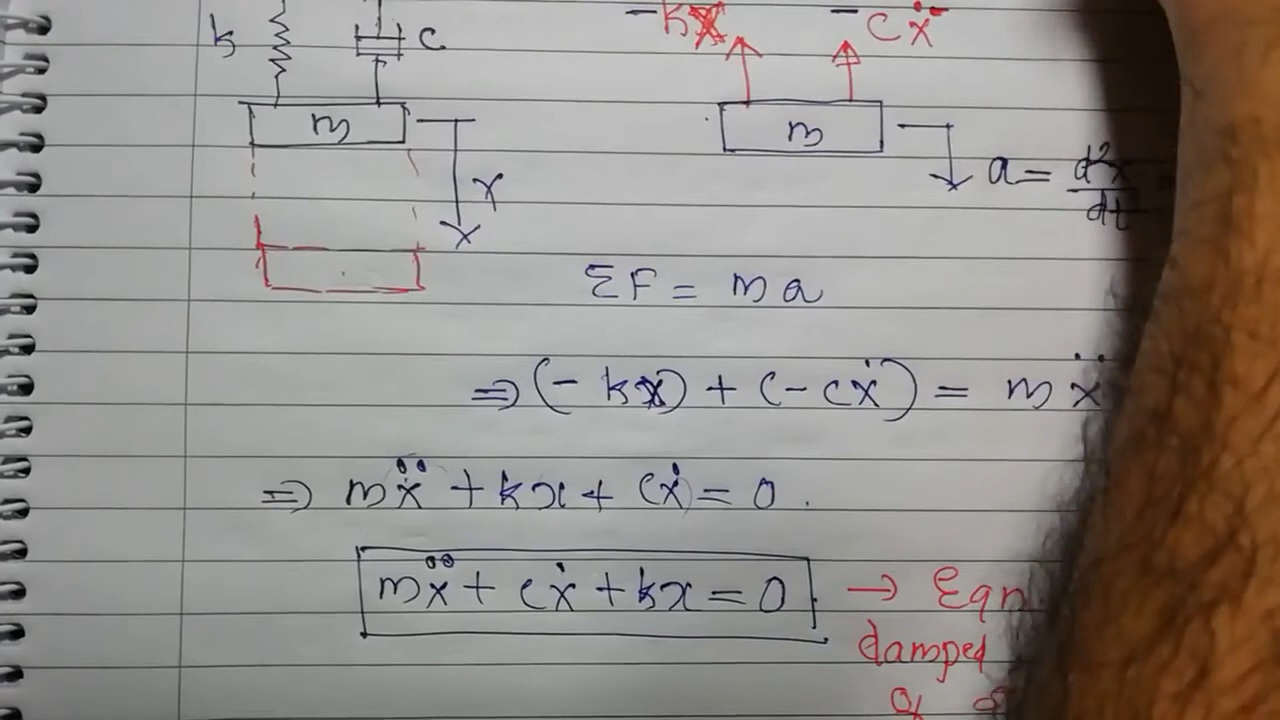 k c
-kx -cẋ
m
x
m
a = d²x/dt
ΣF = ma
⇒ (-kx) + (-cẋ) = mẍ
⇒ mẍ + kx + cẋ = 0.
mẍ + cẋ + kx = 0 → Eqn
damped